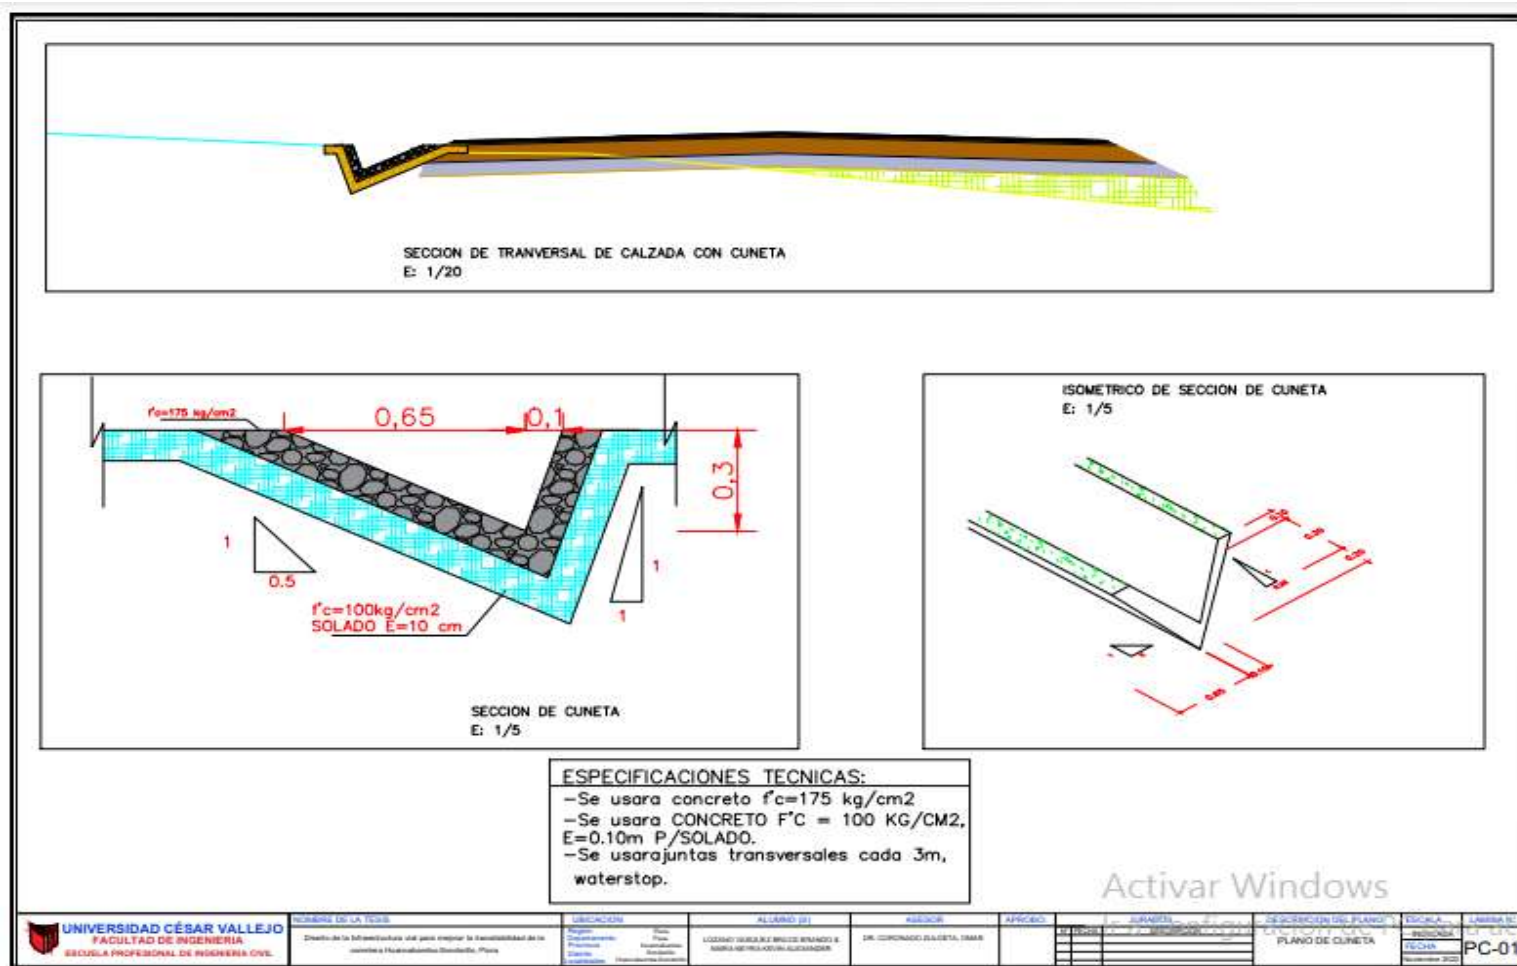 SECCION DE TRANVERSAL DE CALZADA CON CUNETA
E: 1/20
f'c=175 kg/cm2
0,65
0,1
0,3
1
0.5
1
1
f'c=100kg/cm2
SOLADO E=10 cm
SECCION DE CUNETA
E: 1/5
ISOMETRICO DE SECCION DE CUNETA
E: 1/5
0.65
ESPECIFICACIONES TECNICAS:
-Se usara concreto f'c=175 kg/cm2
-Se usara CONCRETO F'C = 100 KG/CM2,
E=0.10m P/SOLADO.
-Se usarajuntas transversales cada 3m,
waterstop.
Activar Windows
UNIVERSIDAD CÉSAR VALLEJO
FACULTAD DE INGENIERIA
ESCUELA PROFESIONAL DE INGENIERIA CIVIL
NOMBRE DE LA TESIS
UBICACION
ALUMNO (S)
ASESOR
APROBO
JURADOS
DESCRIPCION DEL PLANO
PLANO DE CUNETA
ESCALA
INDICADA
FECHA
LAMINA N°
PC-01